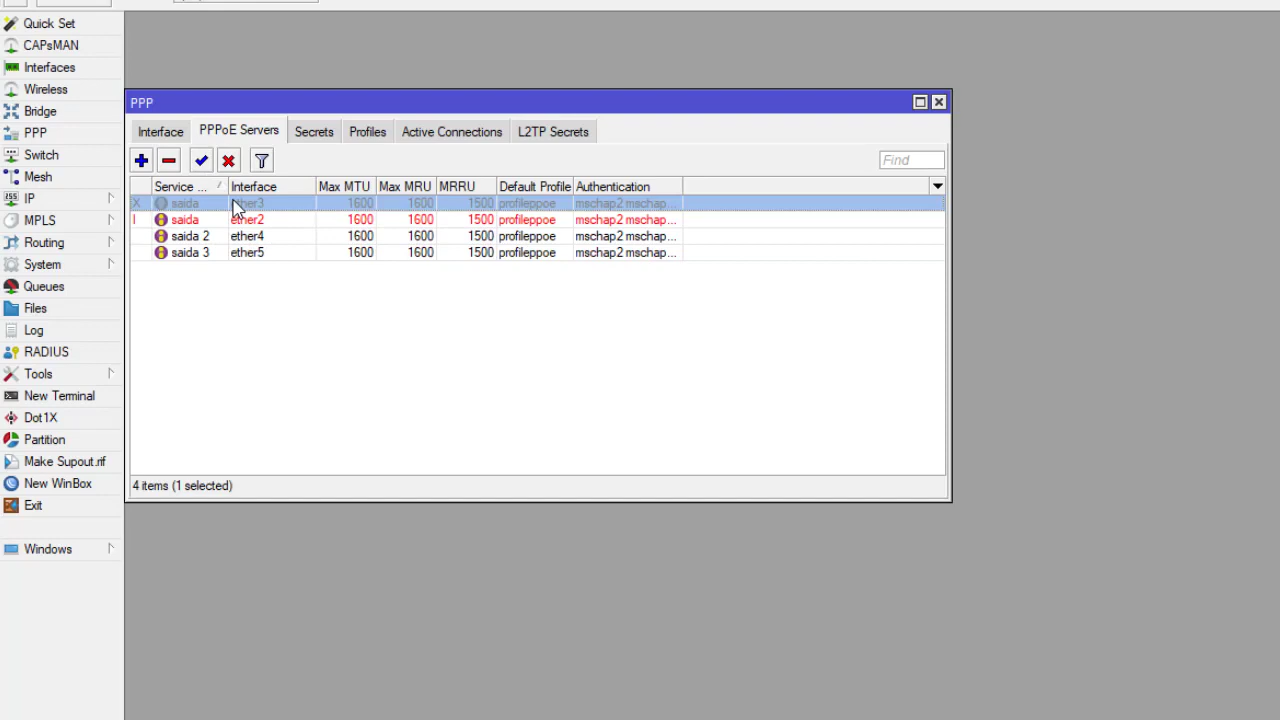 Quick Set
CAPsMAN
Interfaces
Wireless
Bridge
PPP
Switch
Mesh
IP
MPLS
Routing
System
Queues
Files
Log
RADIUS
Tools
New Terminal
Dot1X
Partition
Make Supout.rif
New WinBox
Exit
Windows
PPP
Interface PPPoE Servers Secrets Profiles Active Connections L2TP Secrets
Find
Service ... Interface Max MTU Max MRU MRRU Default Profile Authentication
X saida ether3 1600 1600 1500 profileppoe mschap2 mschap...
I saida ether2 1600 1600 1500 profileppoe mschap2 mschap...
saida 2 ether4 1600 1600 1500 profileppoe mschap2 mschap...
saida 3 ether5 1600 1600 1500 profileppoe mschap2 mschap...
4 items (1 selected)